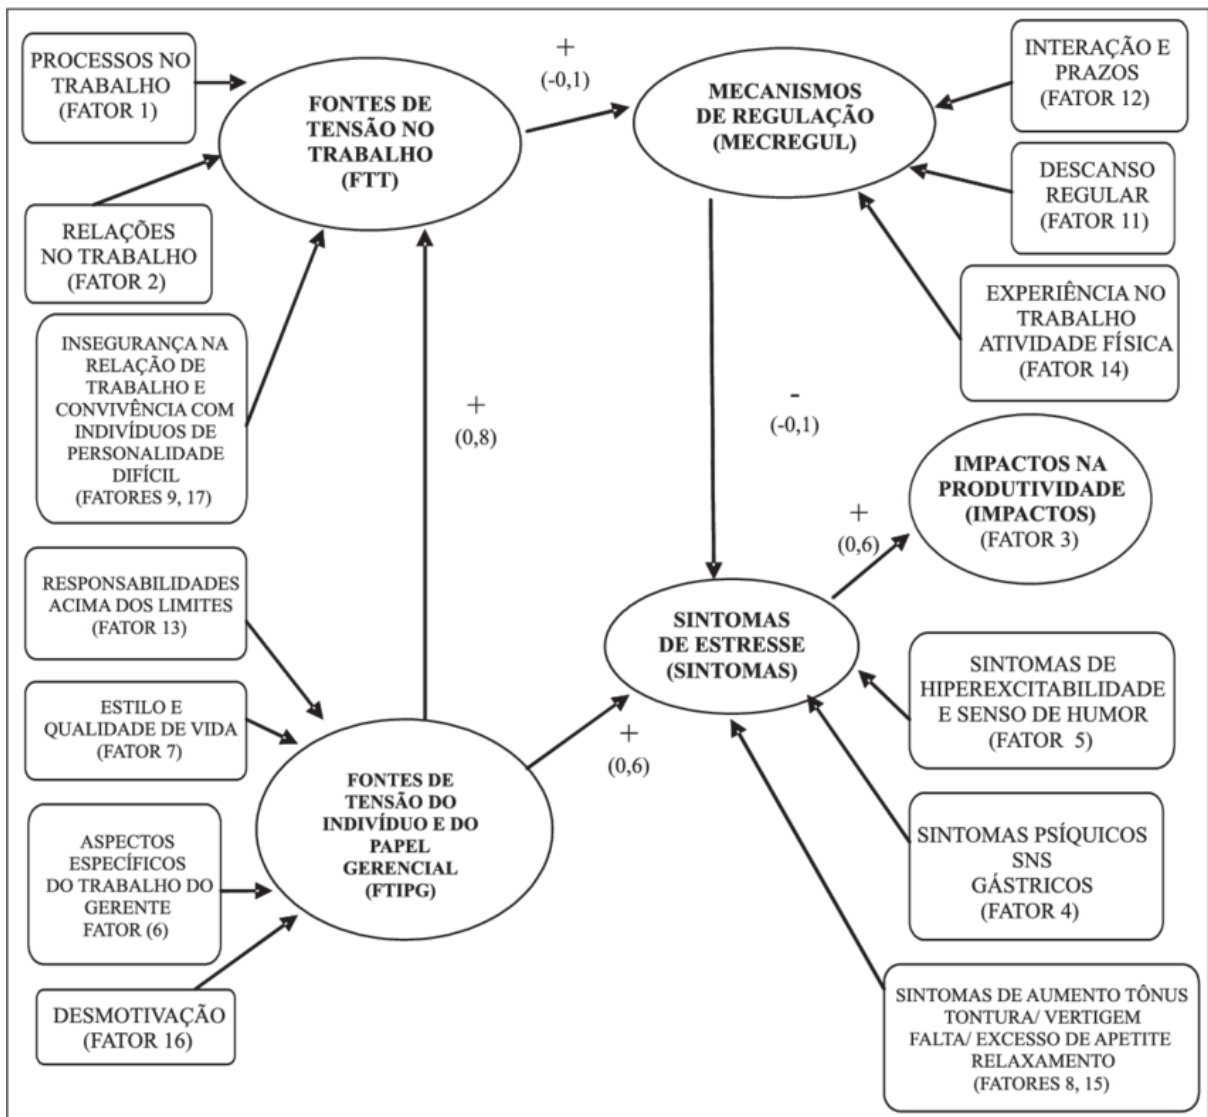 PROCESSOS NO
TRABALHO
(FATOR 1)
FONTES DE
TENSÃO NO
TRABALHO
(FTT)
+
(-0,1)
MECANISMOS
DE REGULAÇÃO
(MECREGUL)
INTERAÇÃO E
PRAZOS
(FATOR 12)
DESCANSO
REGULAR
(FATOR 11)
RELAÇÕES
NO TRABALHO
(FATOR 2)
EXPERIÊNCIA NO
TRABALHO
ATIVIDADE FÍSICA
(FATOR 14)
INSEGURANÇA NA
RELAÇÃO DE
TRABALHO E
CONVIVÊNCIA COM
INDIVÍDUOS DE
PERSONALIDADE
DIFÍCIL
(FATORES 9, 17)
+
(0,8)
-
(-0,1)
IMPACTOS NA
PRODUTIVIDADE
(IMPACTOS)
(FATOR 3)
+
(0,6)
RESPONSABILIDADES
ACIMA DOS LIMITES
(FATOR 13)
SINTOMAS
DE ESTRESSE
(SINTOMAS)
SINTOMAS DE
HIPEREXCITABILIDADE
E SENSO DE HUMOR
(FATOR 5)
ESTILO E
QUALIDADE DE VIDA
(FATOR 7)
+
(0,6)
FONTES DE
TENSÃO DO
INDIVÍDUO E DO
PAPEL
GERENCIAL
(FTIPG)
ASPECTOS
ESPECÍFICOS
DO TRABALHO DO
GERENTE
FATOR (6)
SINTOMAS PSÍQUICOS
SNS
GÁSTRICOS
(FATOR 4)
DESMOTIVAÇÃO
(FATOR 16)
SINTOMAS DE AUMENTO TÔNUS
TONTURA/ VERTIGEM
FALTA/ EXCESSO DE APETITE
RELAXAMENTO
(FATORES 8, 15)